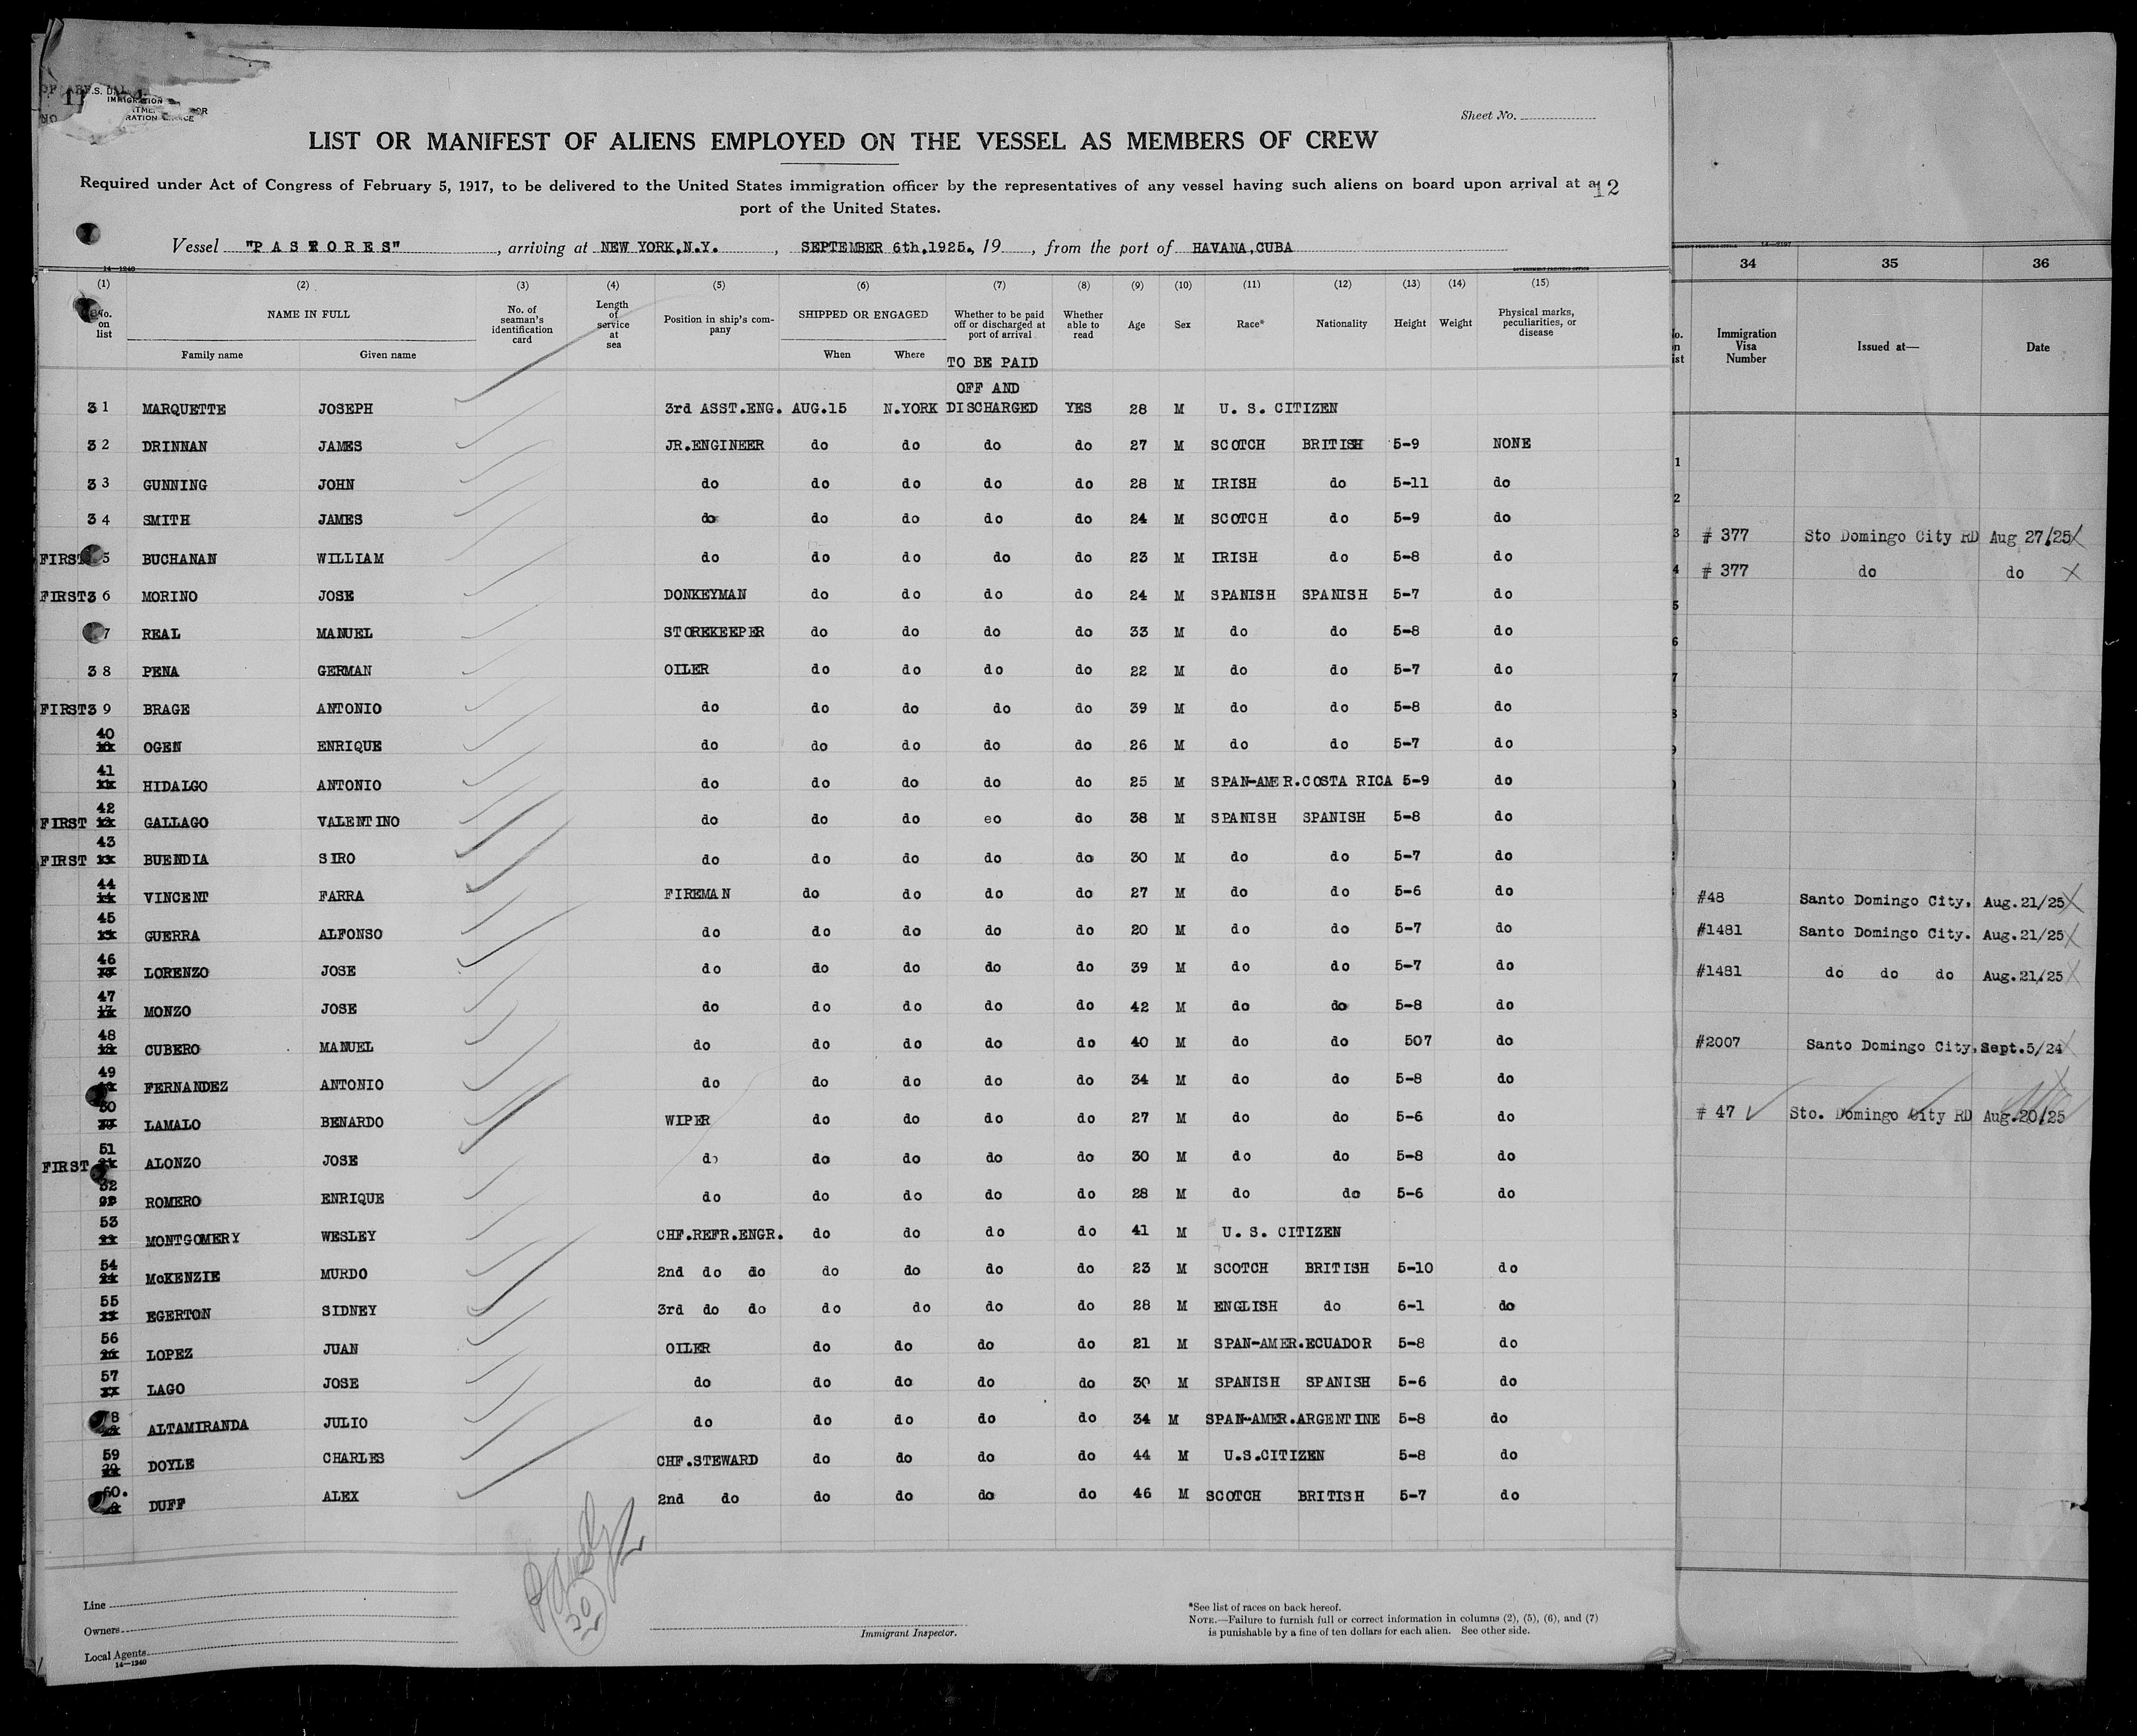 Sheet No.
LIST OR MANIFEST OF ALIENS EMPLOYED ON THE VESSEL AS MEMBERS OF CREW
Required under Act of Congress of February 5, 1917, to be delivered to the United States immigration officer by the representatives of any vessel having such aliens on board upon arrival at a
12
port of the United States.
Vessel "PASTORES", arriving at NEW YORK,N.Y., SEPTEMBER 6th,1925., 19, from the port of HAVANA,CUBA
14-1240
(1) (2) (3) (4) (5) (6) (7) (8) (9) (10) (11) (12) (13) (14) (15)
No. on list NAME IN FULL Family name Given name No. of seaman's identification card Length of service at sea Position in ship's company SHIPPED OR ENGAGED When Where Whether to be paid off or discharged at port of arrival Whether able to read Age Sex Race* Nationality Height Weight Physical marks, peculiarities, or disease
TO BE PAID
OFF AND
31 MARQUETTE JOSEPH 3rd ASST.ENG. AUG.15 N.YORK DISCHARGED YES 28 M U. S. CITIZEN
32 DRINNAN JAMES JR.ENGINEER do do do do 27 M SCOTCH BRITISH 5-9 NONE
33 GUNNING JOHN do do do do do 28 M IRISH do 5-11 do
34 SMITH JAMES do do do do do 24 M SCOTCH do 5-9 do
FIRST 5 BUCHANAN WILLIAM do do do do do 23 M IRISH do 5-8 do
FIRST 36 MORINO JOSE DONKEYMAN do do do do 24 M SPANISH SPANISH 5-7 do
7 REAL MANUEL STOREKEEPER do do do do 33 M do do 5-8 do
38 PENA GERMAN OILER do do do do 22 M do do 5-7 do
FIRST 39 BRAGE ANTONIO do do do do do 39 M do do 5-8 do
40 OGEN ENRIQUE do do do do do 26 M do do 5-7 do
41 HIDALGO ANTONIO do do do do do 25 M SPAN-AMER. COSTA RICA 5-9 do
FIRST 42 GALLAGO VALENTINO do do do eo do 38 M SPANISH SPANISH 5-8 do
FIRST 43 BUENDIA SIRO do do do do do 30 M do do 5-7 do
44 VINCENT FARRA FIREMAN do do do do 27 M do do 5-6 do
45 GUERRA ALFONSO do do do do do 20 M do do 5-7 do
46 LORENZO JOSE do do do do do 39 M do do 5-7 do
47 MONZO JOSE do do do do do 42 M do do 5-8 do
48 CUBERO MANUEL do do do do do 40 M do do 507 do
49 FERNANDEZ ANTONIO do do do do do 34 M do do 5-8 do
50 LAMALO BENARDO WIPER do do do do 27 M do do 5-6 do
FIRST 51 ALONZO JOSE do do do do do 30 M do do 5-8 do
52 ROMERO ENRIQUE do do do do do 28 M do do 5-6 do
53 MONTGOMERY WESLEY CHF.REFR.ENGR. do do do do 41 M U. S. CITIZEN
54 McKENZIE MURDO 2nd do do do do do do 23 M SCOTCH BRITISH 5-10 do
55 EGERTON SIDNEY 3rd do do do do do do 28 M ENGLISH do 6-1 do
56 LOPEZ JUAN OILER do do do do 21 M SPAN-AMER. ECUADOR 5-8 do
57 LAGO JOSE do do do do do 30 M SPANISH SPANISH 5-6 do
8 ALTAMIRANDA JULIO do do do do do 34 M SPAN-AMER. ARGENTINE 5-8 do
59 DOYLE CHARLES CHF.STEWARD do do do do 44 M U.S.CITIZEN 5-8 do
60. DUFF ALEX 2nd do do do do do 46 M SCOTCH BRITISH 5-7 do
Line
Owners
Local Agents
14-1240
30
Immigrant Inspector.
*See list of races on back hereof.
NOTE.—Failure to furnish full or correct information in columns (2), (5), (6), and (7)
is punishable by a fine of ten dollars for each alien. See other side.
34 35 36
Immigration Visa Number Issued at— Date
# 377 Sto Domingo City RD Aug 27/25
# 377 do do
#48 Santo Domingo City, Aug.21/25
#1481 Santo Domingo City. Aug.21/25
#1481 do do do Aug.21/25
#2007 Santo Domingo City, Sept.5/24
# 47 Sto. Domingo City RD Aug.20/25